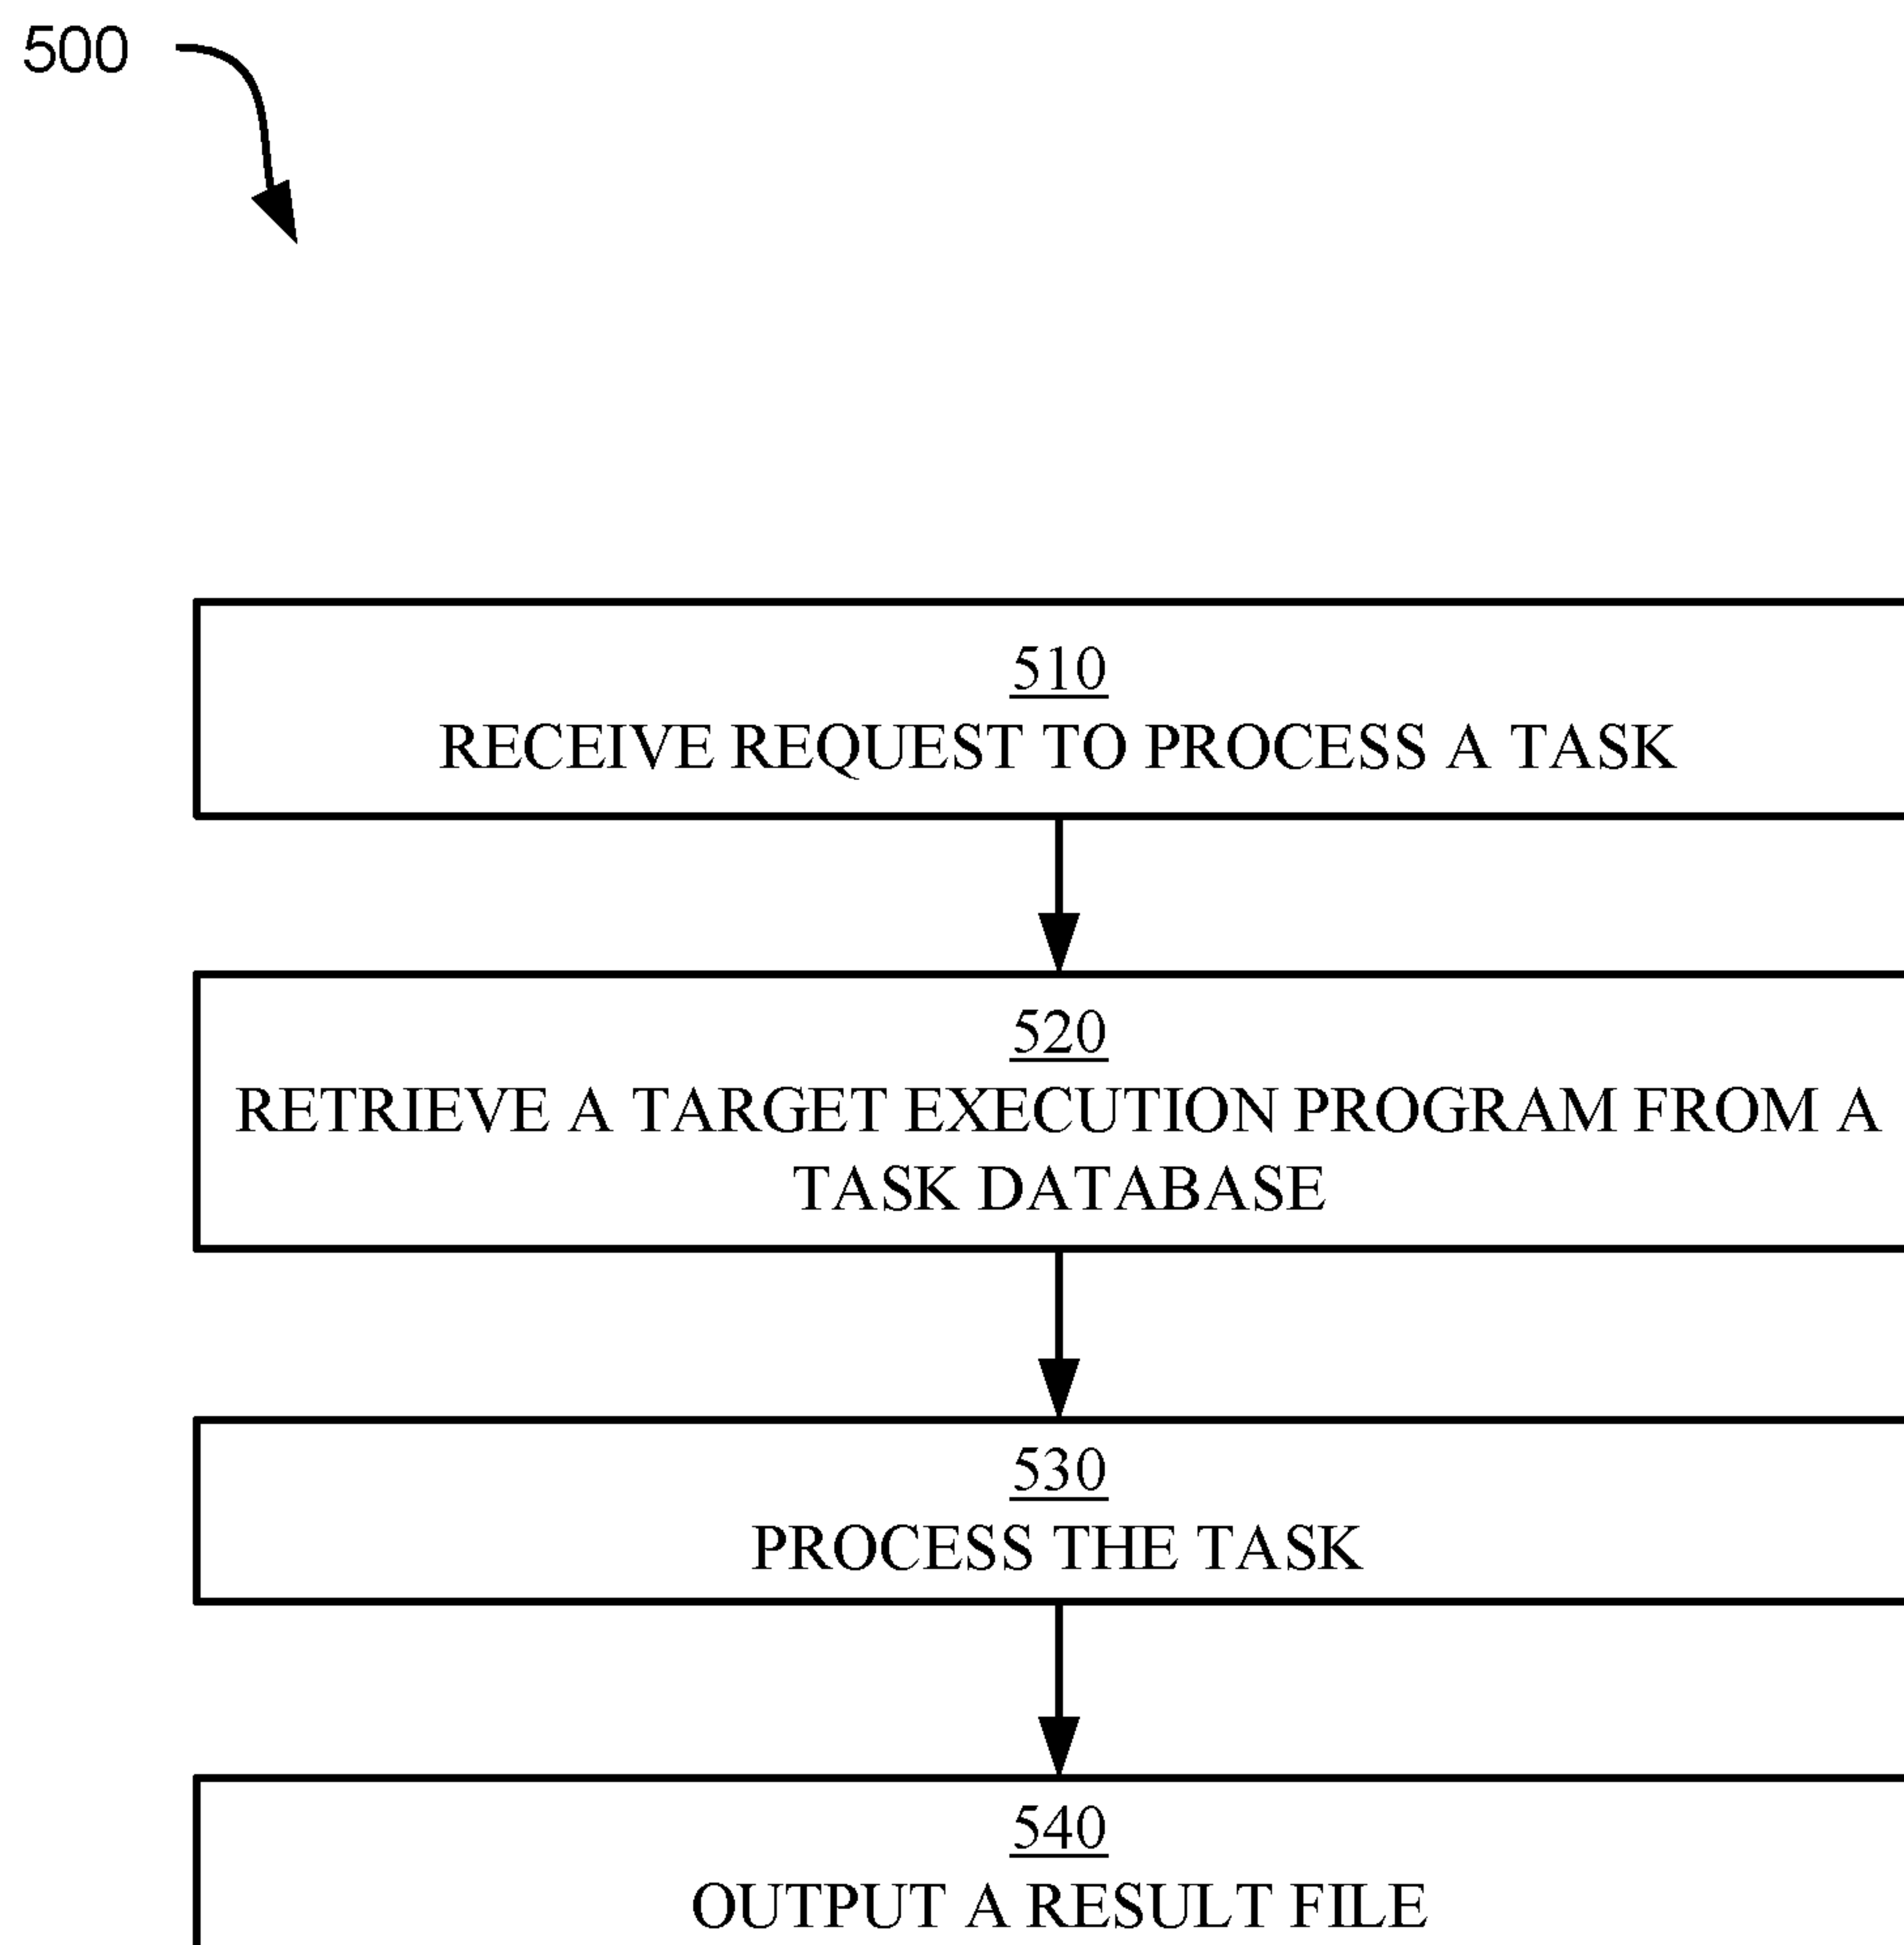 500
510
RECEIVE REQUEST TO PROCESS A TASK
520
RETRIEVE A TARGET EXECUTION PROGRAM FROM A
TASK DATABASE
530
PROCESS THE TASK
540
OUTPUT A RESULT FILE